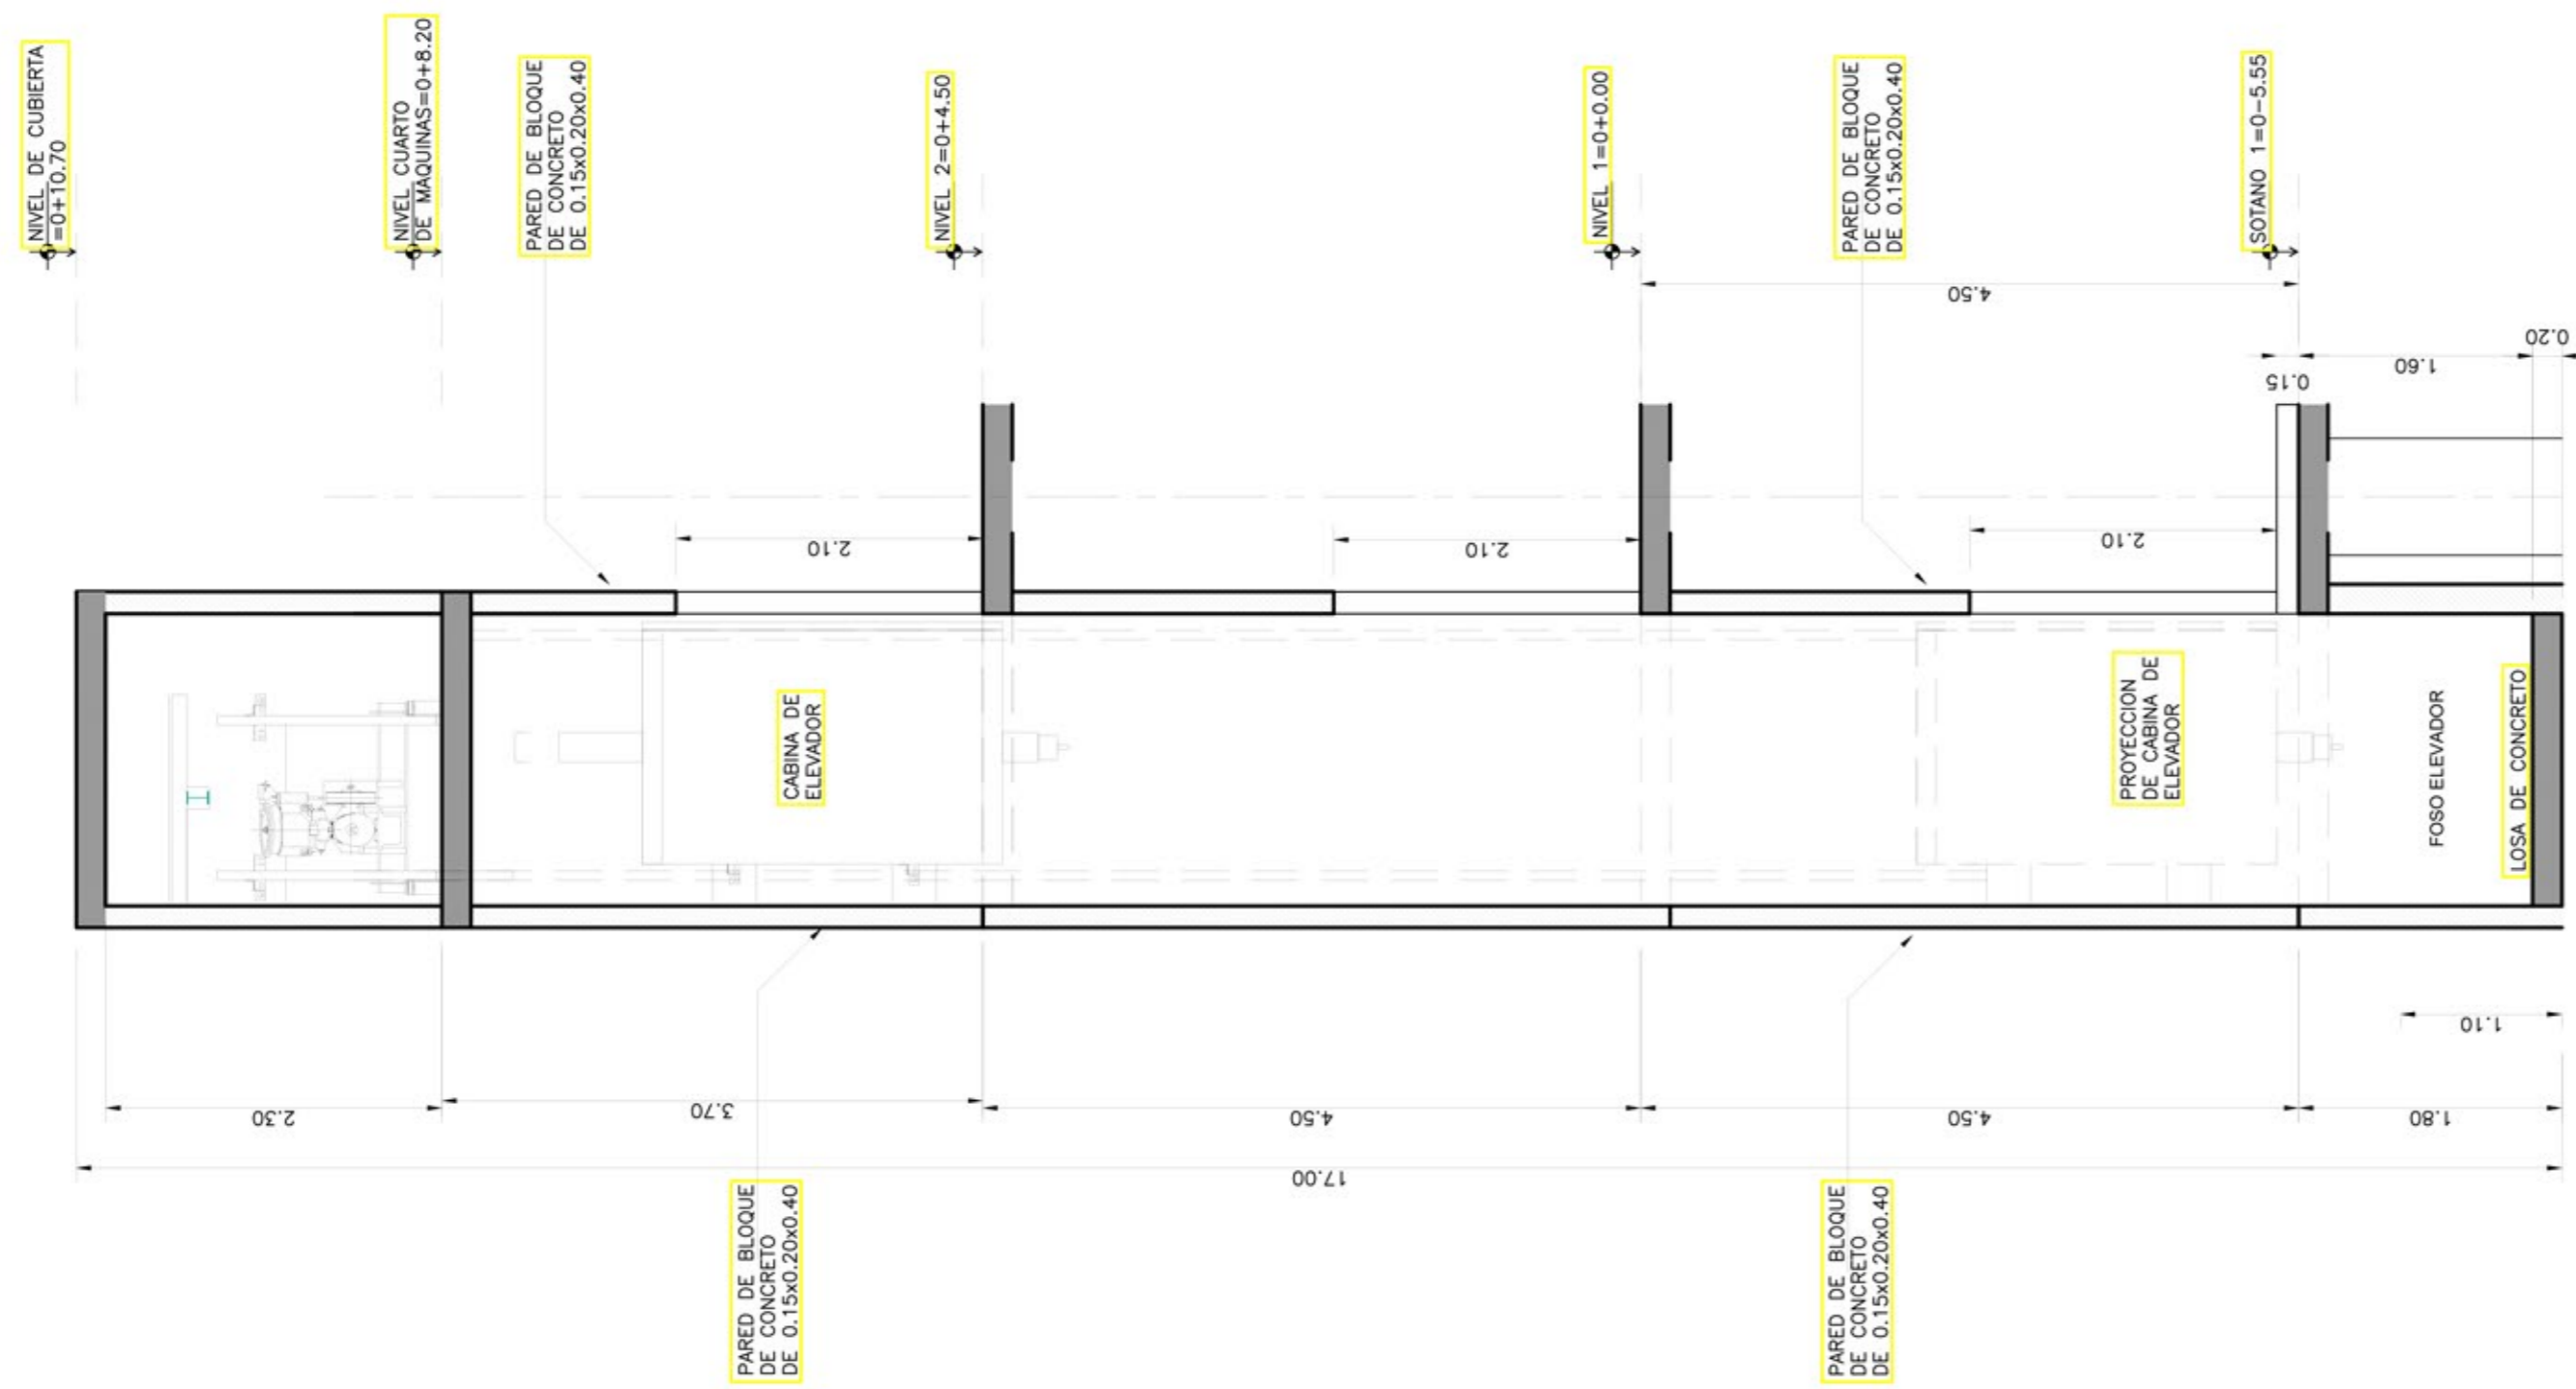 NIVEL DE CUBIERTA
=0+10.70
NIVEL CUARTO
DE MAQUINAS=0+8.20
PARED DE BLOQUE
DE CONCRETO
DE 0.15x0.20x0.40
NIVEL 2=0+4.50
NIVEL 1=0+0.00
PARED DE BLOQUE
DE CONCRETO
DE 0.15x0.20x0.40
SOTANO 1=0-5.55
4.50
0.20
1.60
0.15
2.10
2.10
2.10
CABINA DE
ELEVADOR
PROYECCION
DE CABINA DE
ELEVADOR
FOSO ELEVADOR
LOSA DE CONCRETO
1.10
2.30
3.70
4.50
4.50
1.80
17.00
PARED DE BLOQUE
DE CONCRETO
DE 0.15x0.20x0.40
PARED DE BLOQUE
DE CONCRETO
DE 0.15x0.20x0.40